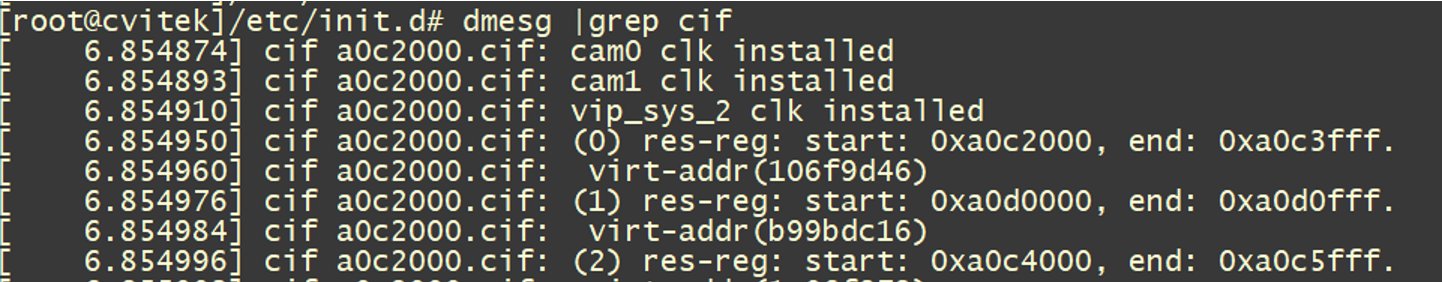 [root@cvitek]/etc/init.d# dmesg |grep cif
[    6.854874] cif a0c2000.cif: cam0 clk installed
[    6.854893] cif a0c2000.cif: cam1 clk installed
[    6.854910] cif a0c2000.cif: vip_sys_2 clk installed
[    6.854950] cif a0c2000.cif: (0) res-reg: start: 0xa0c2000, end: 0xa0c3fff.
[    6.854960] cif a0c2000.cif:  virt-addr(106f9d46)
[    6.854976] cif a0c2000.cif: (1) res-reg: start: 0xa0d0000, end: 0xa0d0fff.
[    6.854984] cif a0c2000.cif:  virt-addr(b99bdc16)
[    6.854996] cif a0c2000.cif: (2) res-reg: start: 0xa0c4000, end: 0xa0c5fff.